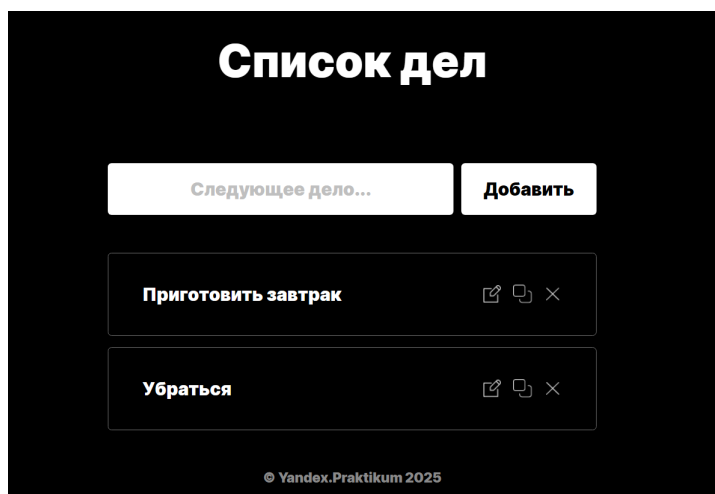 Список дел
Следующее дело... Добавить
Приготовить завтрак
Убраться
© Yandex.Praktikum 2025